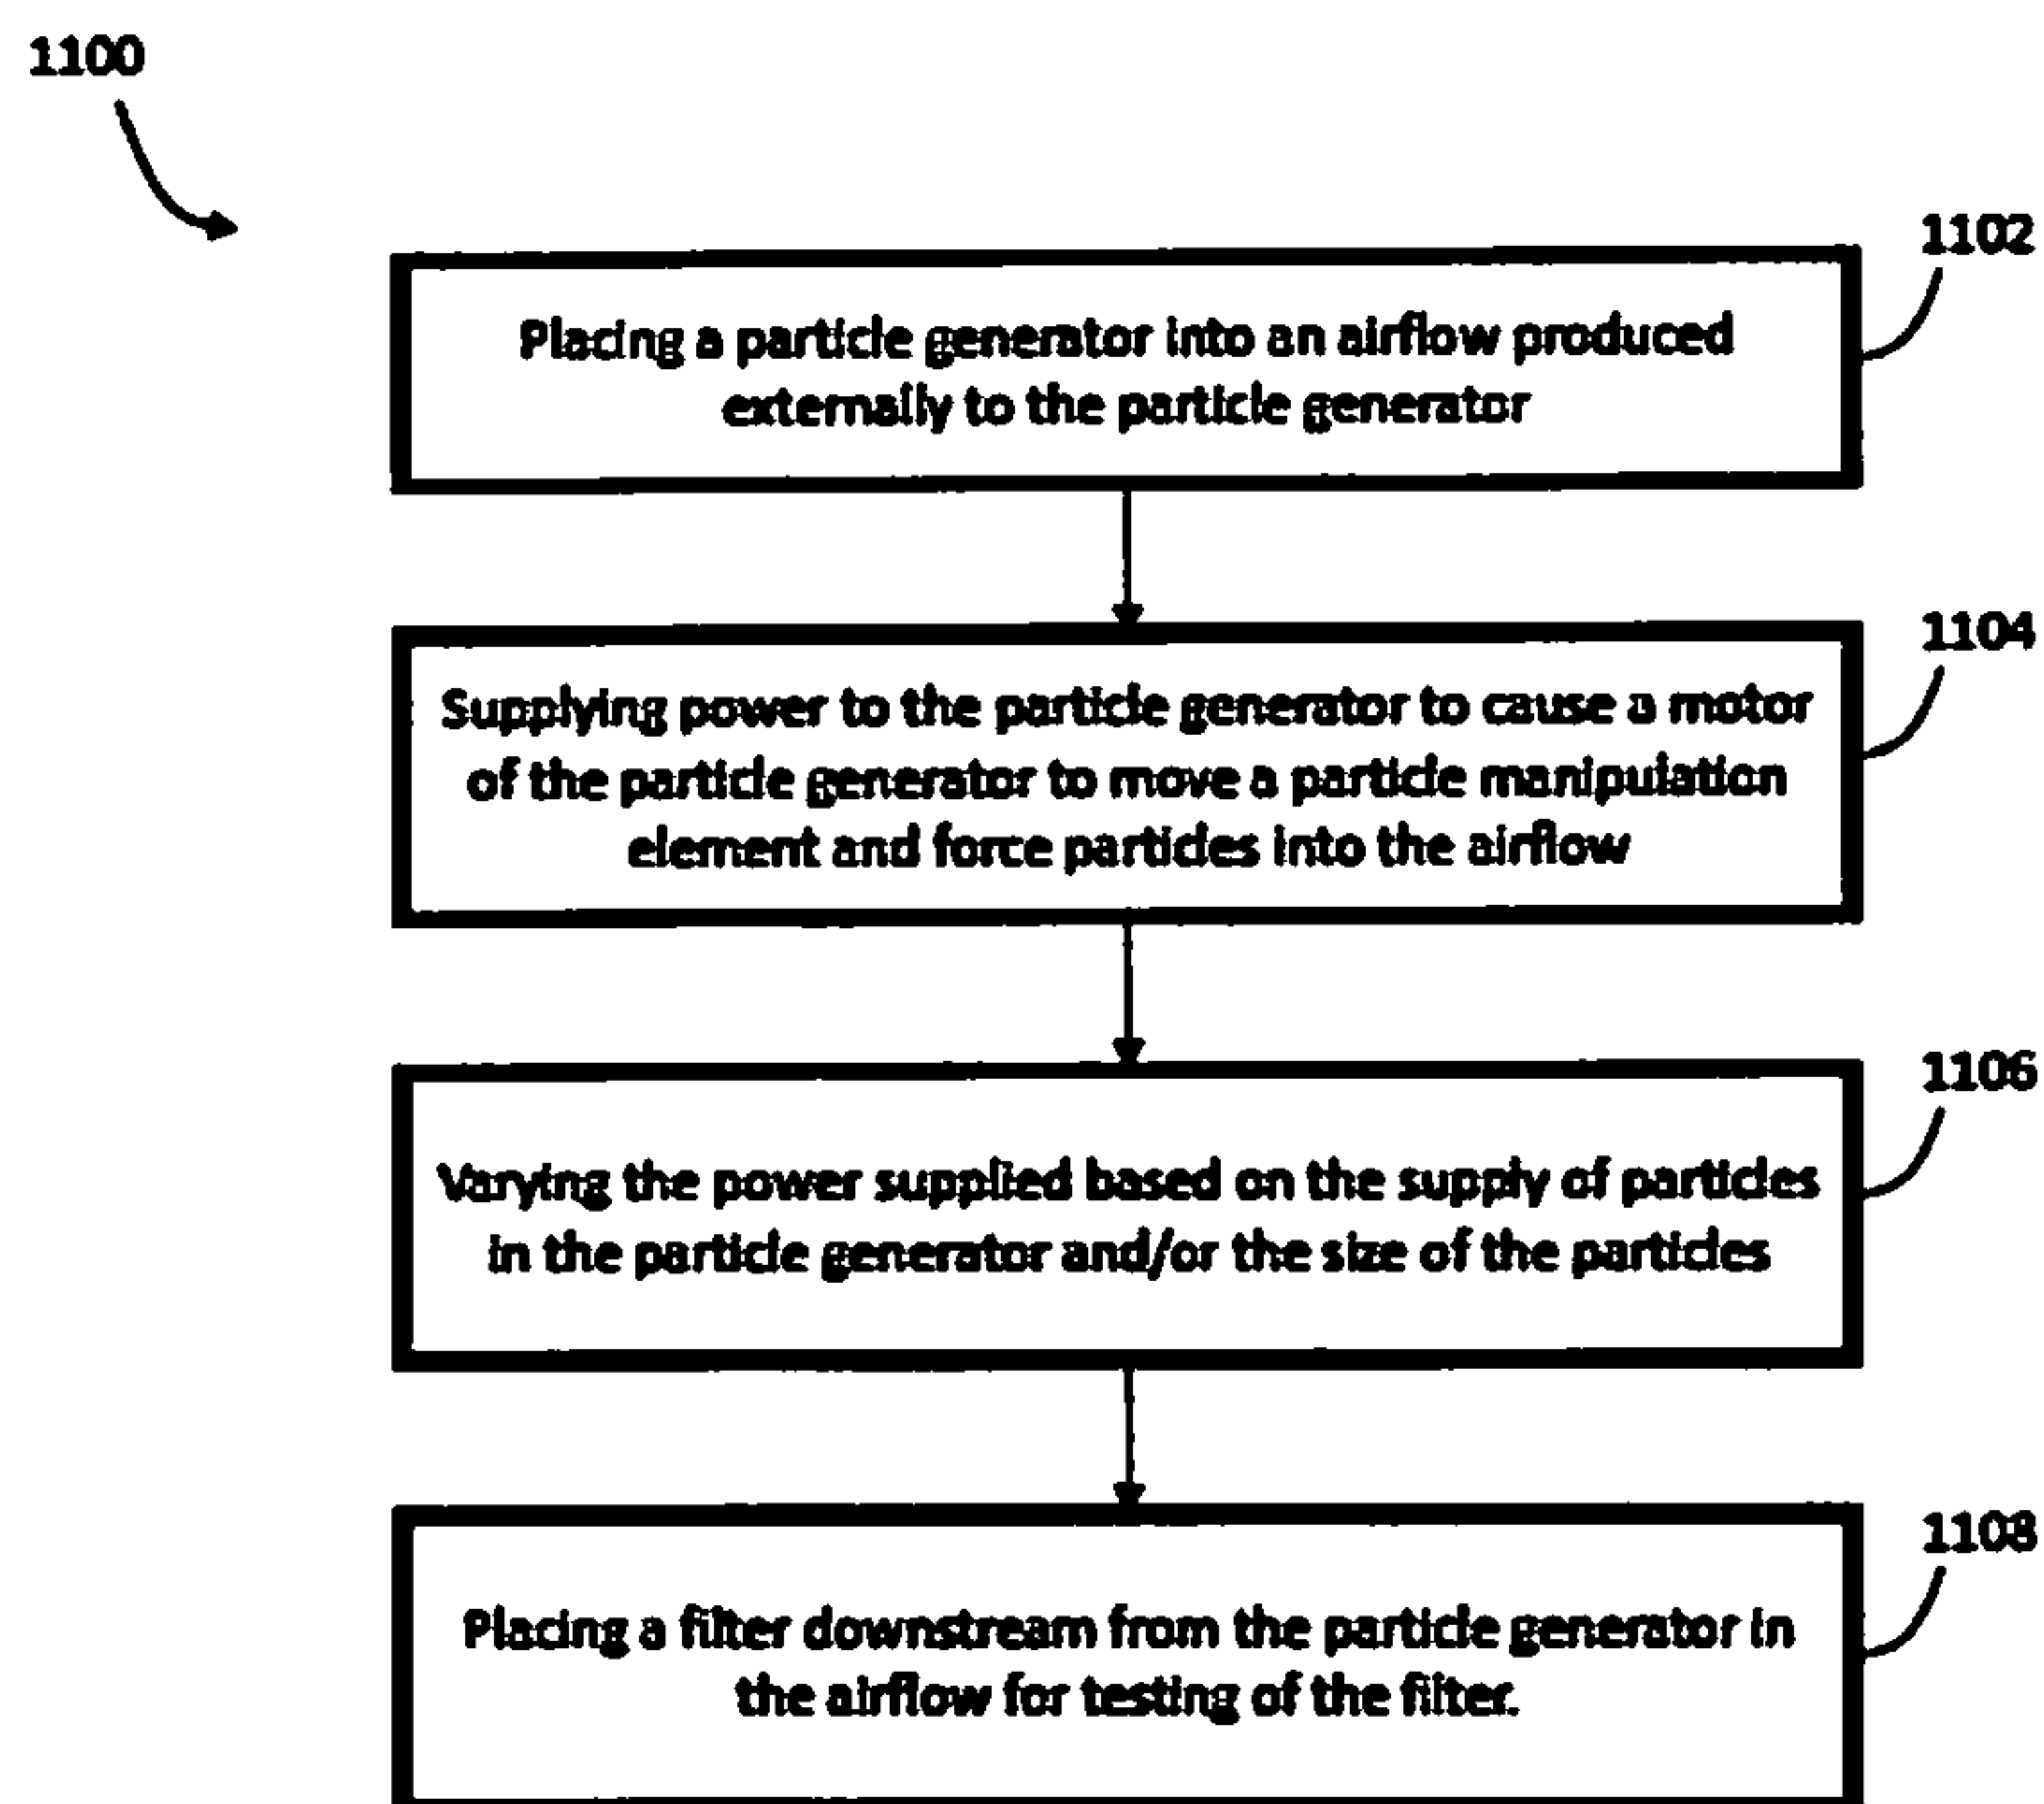 1100
1102
Placing a particle generator into an airflow produced
externally to the particle generator
1104
Supplying power to the particle generator to cause a motor
of the particle generator to move a particle manipulation
element and force particles into the airflow
1106
Varying the power supplied based on the supply of particles
in the particle generator and/or the size of the particles
1108
Placing a filter downstream from the particle generator in
the airflow for testing of the filter.